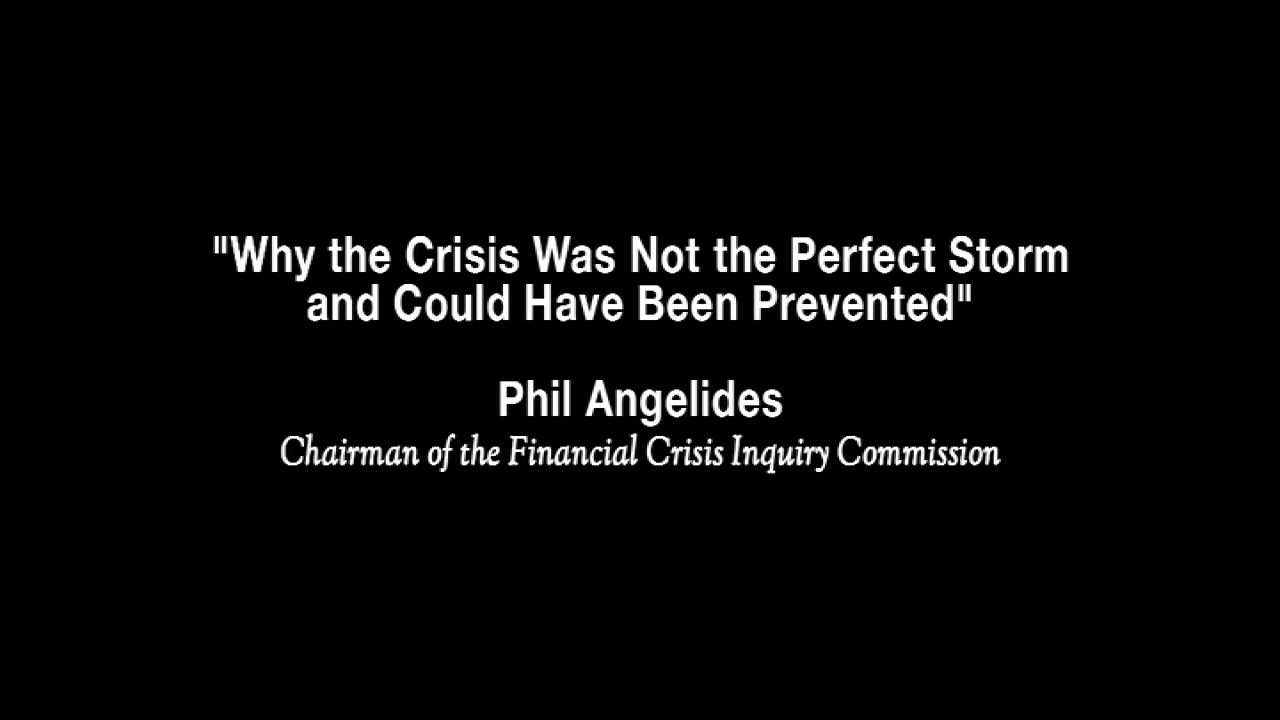 "Why the Crisis Was Not the Perfect Storm
and Could Have Been Prevented"
Phil Angelides
Chairman of the Financial Crisis Inquiry Commission